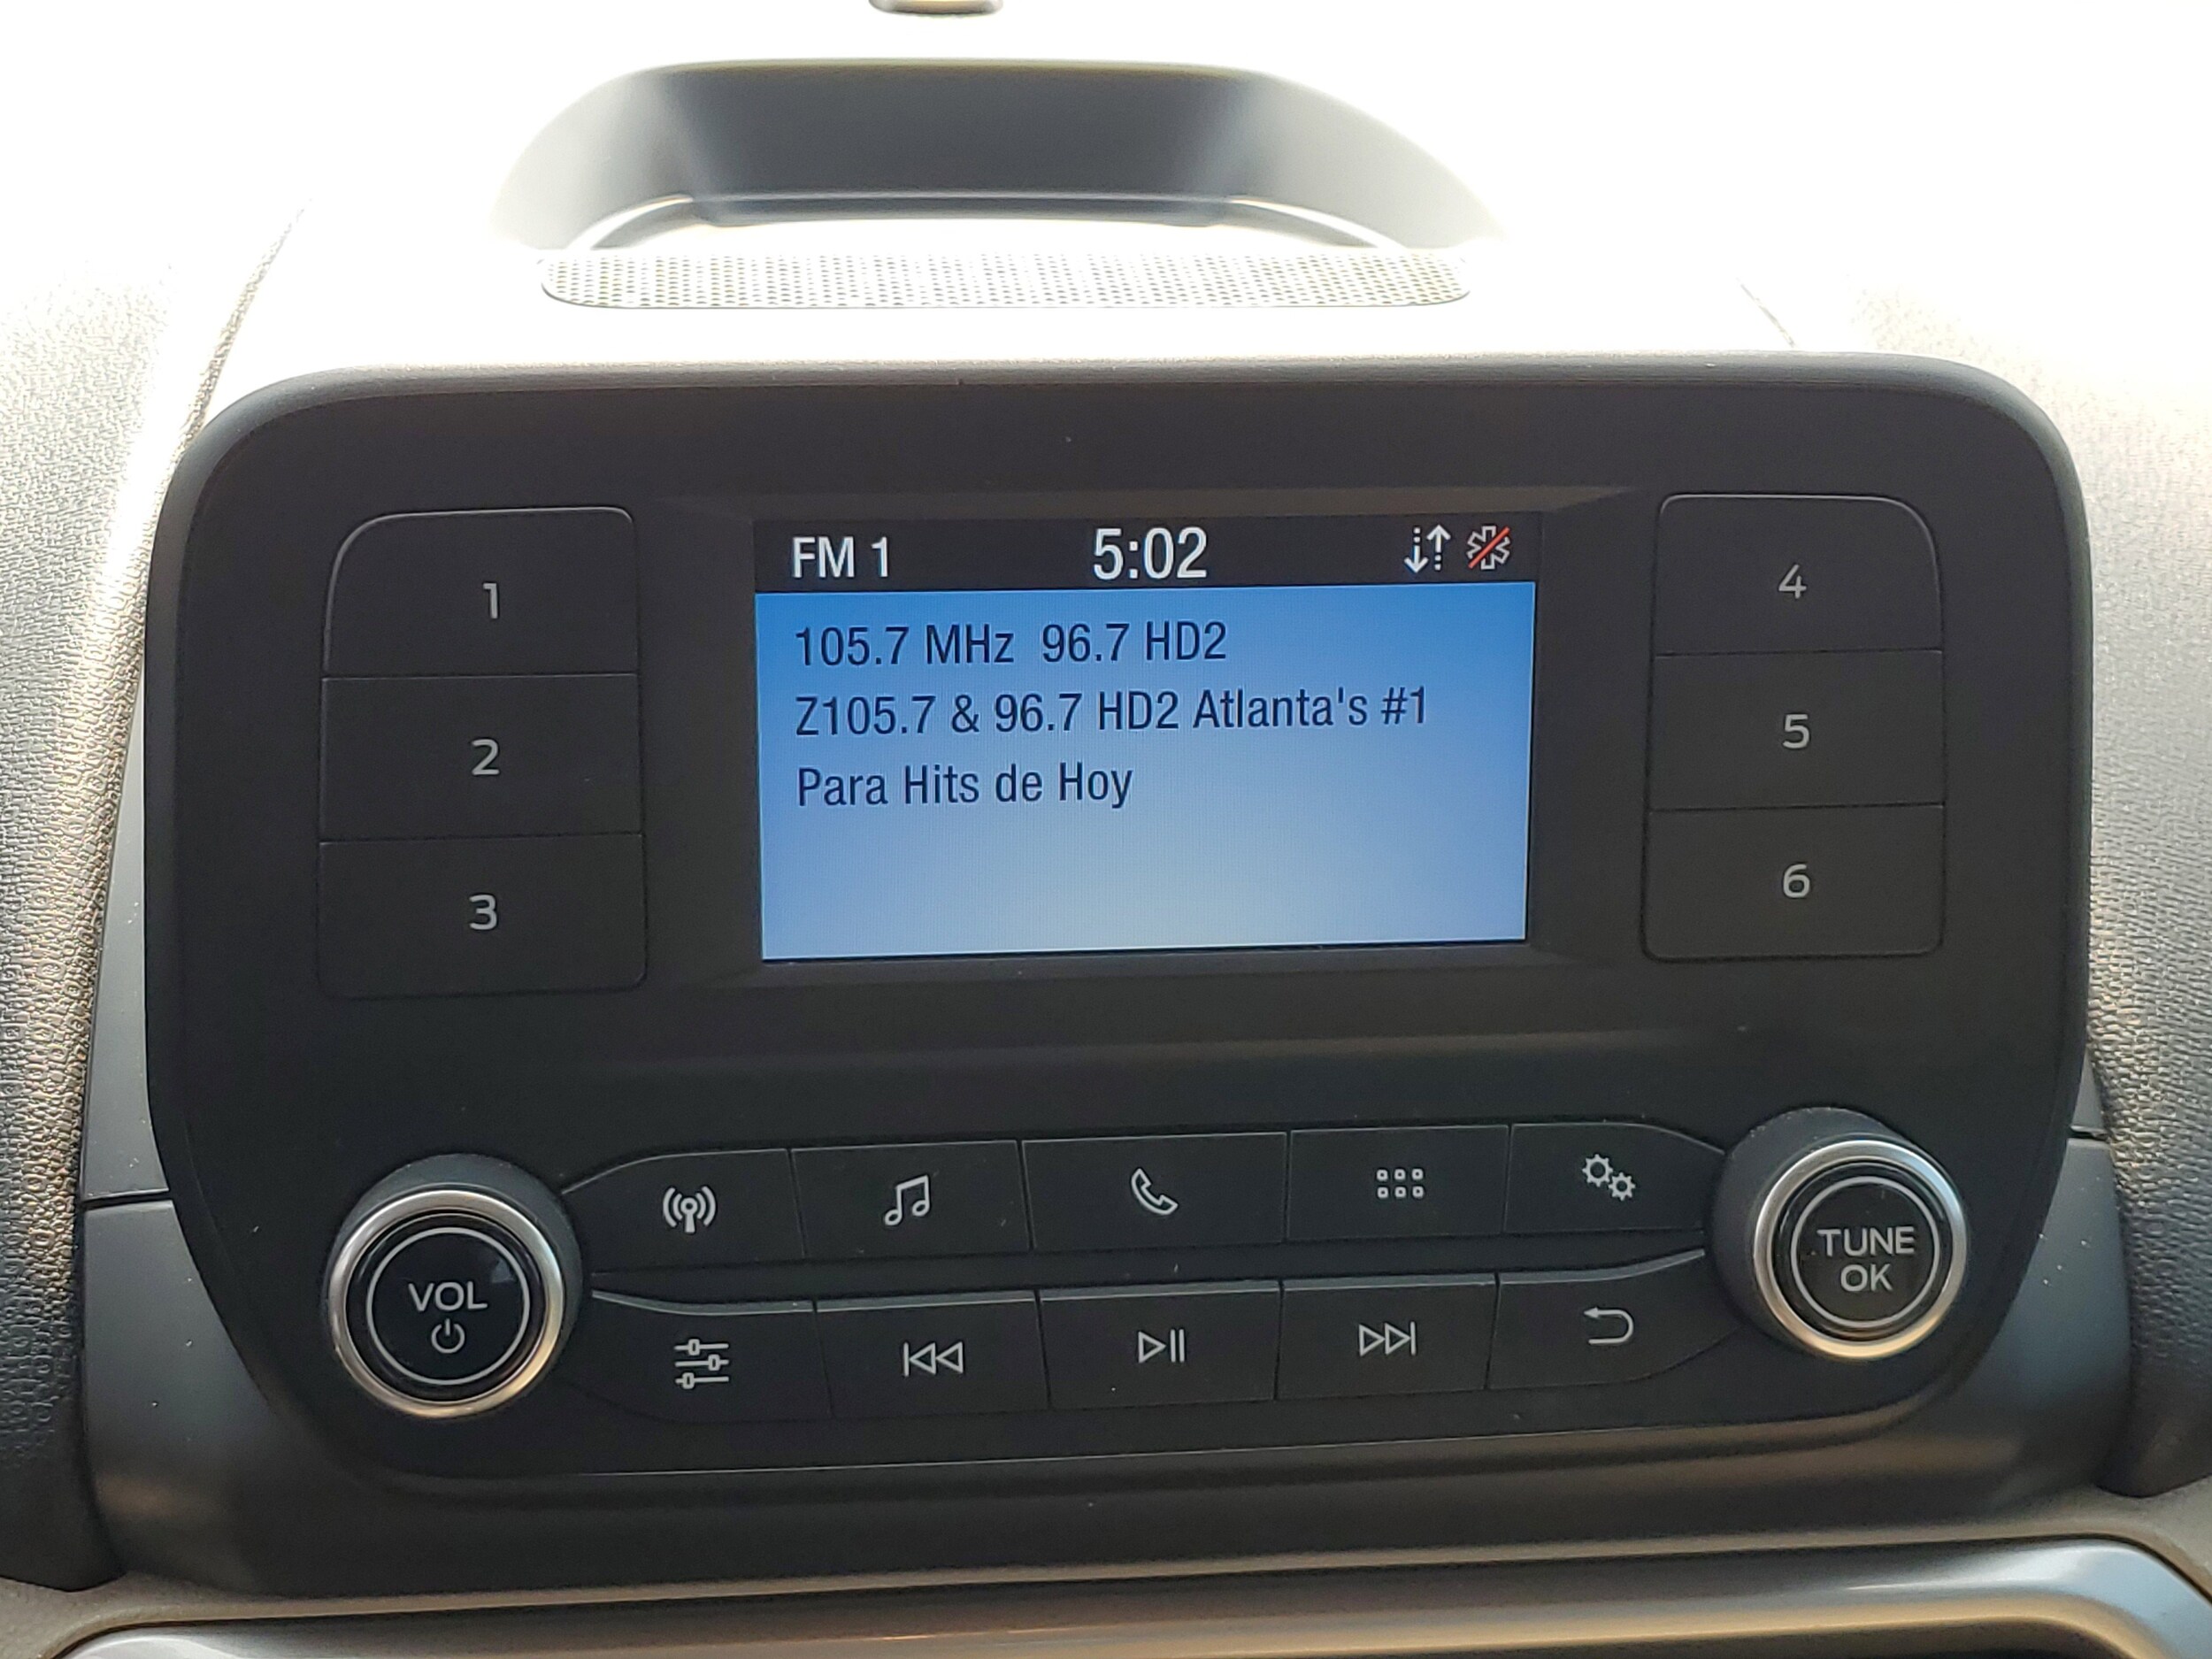 FM 1 5:02
105.7 MHz 96.7 HD2
Z105.7 & 96.7 HD2 Atlanta's #1
Para Hits de Hoy
1
2
3
4
5
6
VOL
TUNE
OK